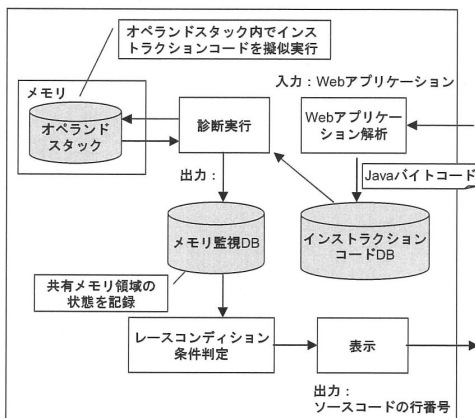 オペランドスタック内でインス
トラクションコードを擬似実行
メモリ
オペランド
スタック
診断実行
入力：Webアプリケーション
Webアプリケ
ーション解析
出力：
Javaバイトコード
メモリ監視DB
インストラクション
コードDB
共有メモリ領域の
状態を記録
レースコンディション
条件判定
表示
出力：
ソースコードの行番号